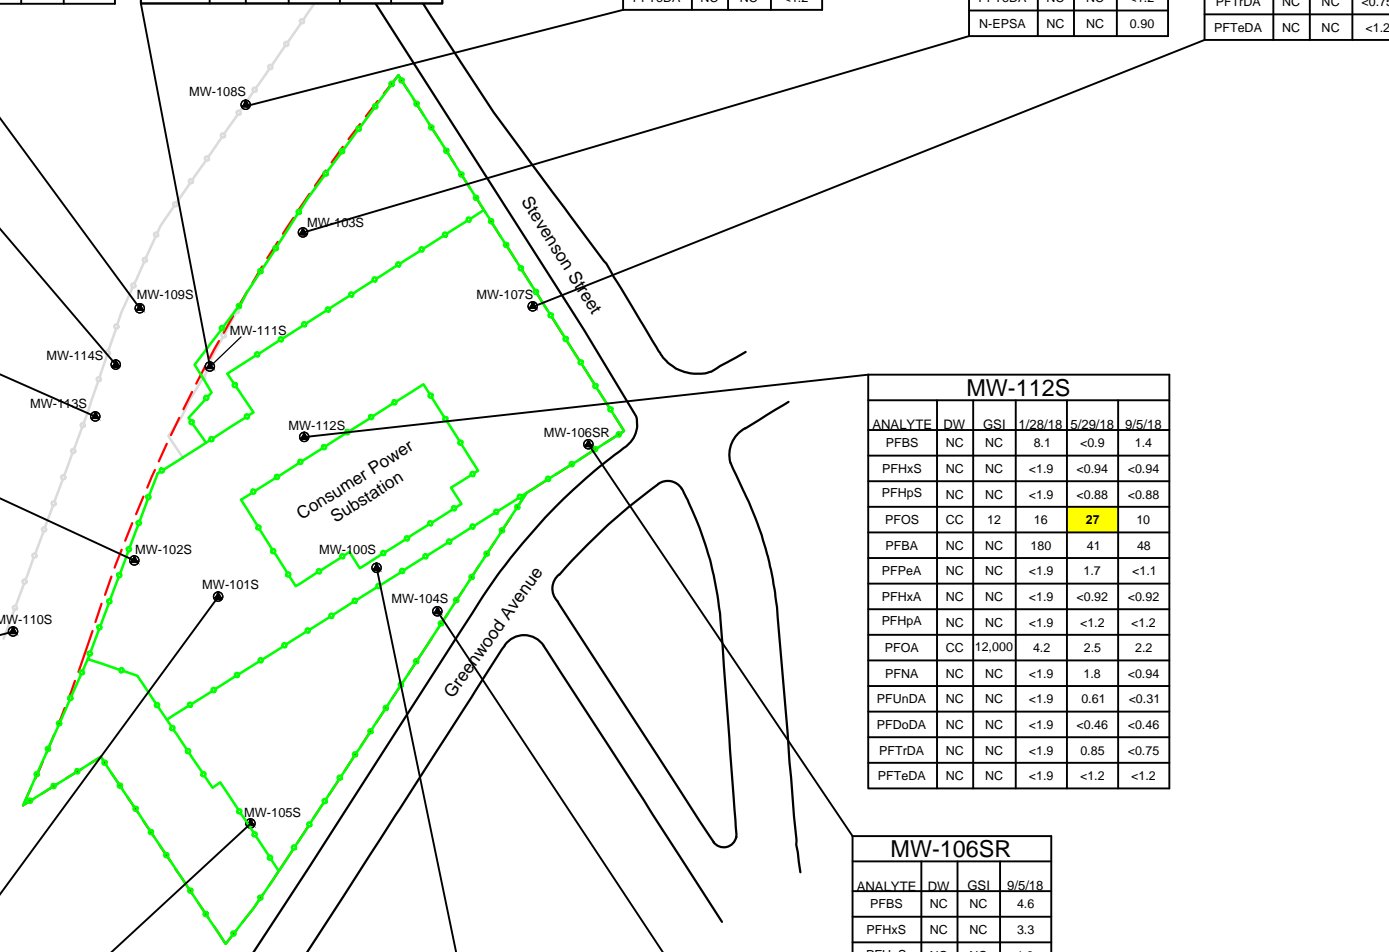 PFTeDA NC NC <1.2
N-EPSA NC NC 0.90
PFTrDA NC NC <0.75
PFTeDA NC NC <1.2
MW-108S
MW-103S
Stevenson Street
MW-109S
MW-107S
MW-111S
MW-114S
MW-113S
MW-112S
MW-106SR
Consumer Power
Substation
MW-102S
MW-100S
MW-101S
MW-104S
MW-110S
Greenwood Avenue
MW-105S
MW-112S
ANALYTE DW GSI 1/28/18 5/29/18 9/5/18
PFBS NC NC 8.1 <0.9 1.4
PFHxS NC NC <1.9 <0.94 <0.94
PFHpS NC NC <1.9 <0.88 <0.88
PFOS CC 12 16 27 10
PFBA NC NC 180 41 48
PFPeA NC NC <1.9 1.7 <1.1
PFHxA NC NC <1.9 <0.92 <0.92
PFHpA NC NC <1.9 <1.2 <1.2
PFOA CC 12,000 4.2 2.5 2.2
PFNA NC NC <1.9 1.8 <0.94
PFUnDA NC NC <1.9 0.61 <0.31
PFDoDA NC NC <1.9 <0.46 <0.46
PFTrDA NC NC <1.9 0.85 <0.75
PFTeDA NC NC <1.9 <1.2 <1.2
MW-106SR
ANALYTE DW GSI 9/5/18
PFBS NC NC 4.6
PFHxS NC NC 3.3